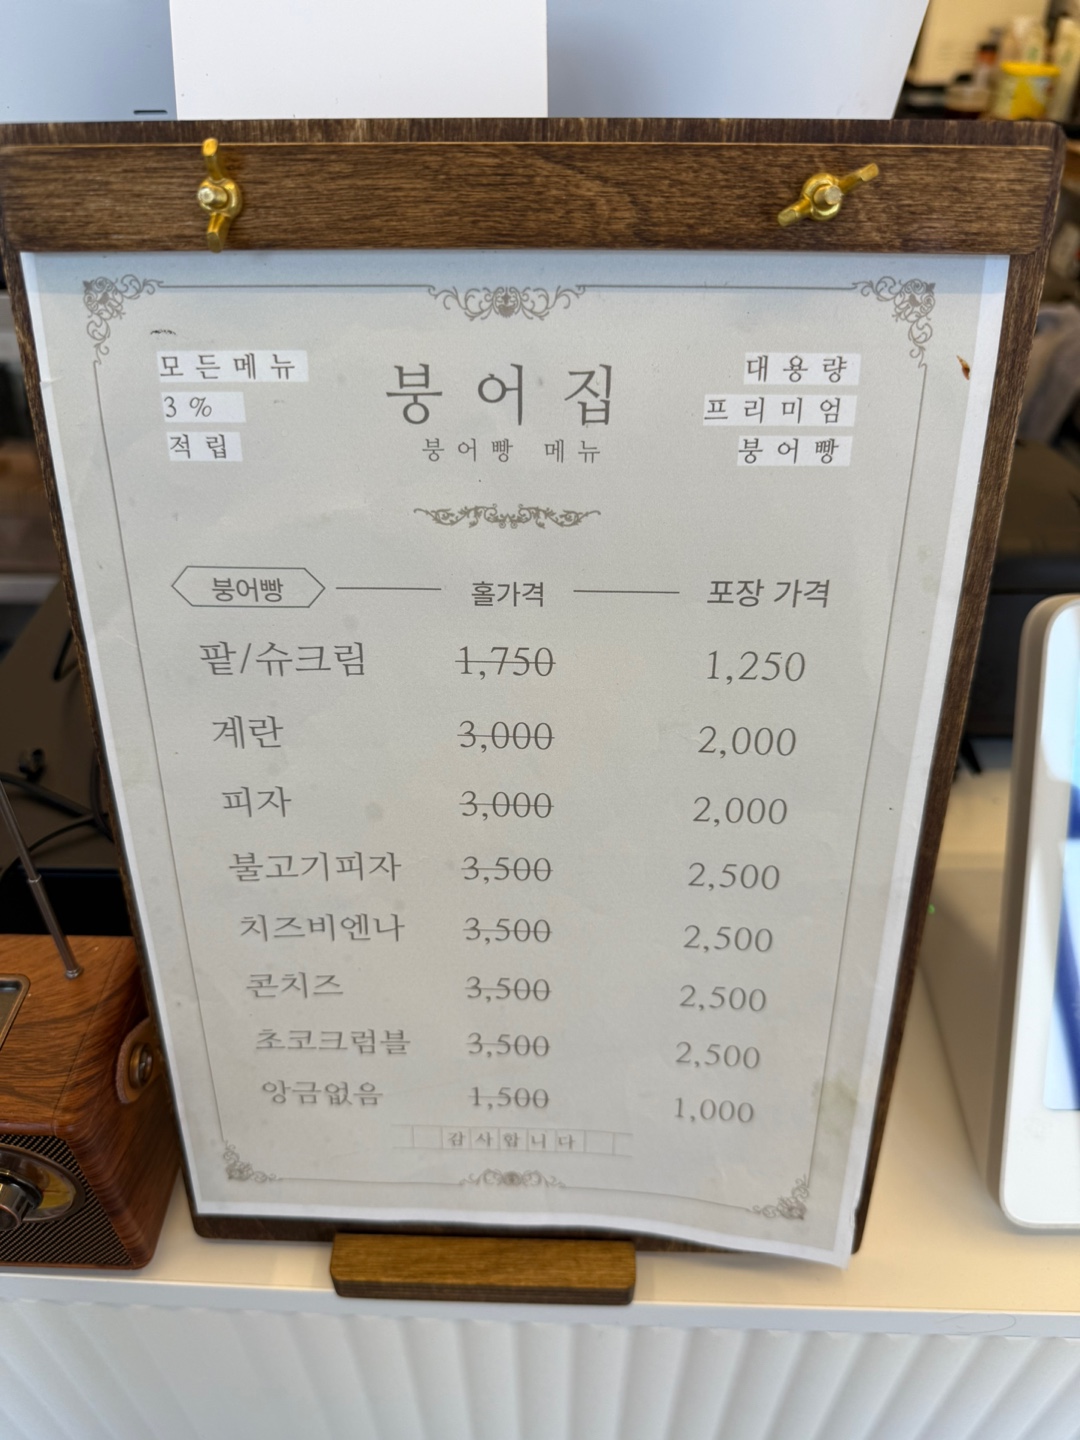 모든메뉴
3%
적립
붕어집
붕어빵 메뉴
대용량
프리미엄
붕어빵
붕어빵 홀가격 포장 가격
팥/슈크림 1,750 1,250
계란 3,000 2,000
피자 3,000 2,000
불고기피자 3,500 2,500
치즈비엔나 3,500 2,500
콘치즈 3,500 2,500
초코크럼블 3,500 2,500
앙금없음 1,500 1,000
감사합니다